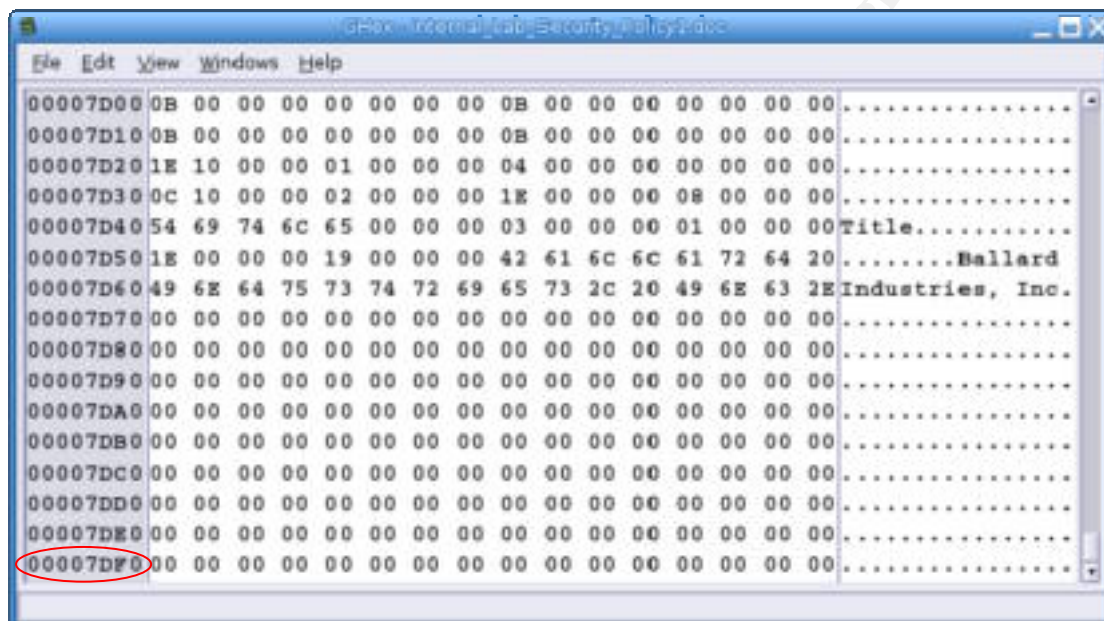 GHex - Internal_Lab_Security_Policy2.doc
File Edit View Windows Help
00007D00 0B 00 00 00 00 00 00 00 0B 00 00 00 00 00 00 00 ................
00007D10 0B 00 00 00 00 00 00 00 0B 00 00 00 00 00 00 00 ................
00007D20 1E 10 00 00 01 00 00 00 04 00 00 00 00 00 00 00 ................
00007D30 0C 10 00 00 02 00 00 00 1E 00 00 00 08 00 00 00 ................
00007D40 54 69 74 6C 65 00 00 00 03 00 00 00 01 00 00 00 Title...........
00007D50 1E 00 00 00 19 00 00 00 42 61 6C 6C 61 72 64 20 ........Ballard
00007D60 49 6E 64 75 73 74 72 69 65 73 2C 20 49 6E 63 2E Industries, Inc.
00007D70 00 00 00 00 00 00 00 00 00 00 00 00 00 00 00 00 ................
00007D80 00 00 00 00 00 00 00 00 00 00 00 00 00 00 00 00 ................
00007D90 00 00 00 00 00 00 00 00 00 00 00 00 00 00 00 00 ................
00007DA0 00 00 00 00 00 00 00 00 00 00 00 00 00 00 00 00 ................
00007DB0 00 00 00 00 00 00 00 00 00 00 00 00 00 00 00 00 ................
00007DC0 00 00 00 00 00 00 00 00 00 00 00 00 00 00 00 00 ................
00007DD0 00 00 00 00 00 00 00 00 00 00 00 00 00 00 00 00 ................
00007DE0 00 00 00 00 00 00 00 00 00 00 00 00 00 00 00 00 ................
00007DF0 00 00 00 00 00 00 00 00 00 00 00 00 00 00 00 00 ................